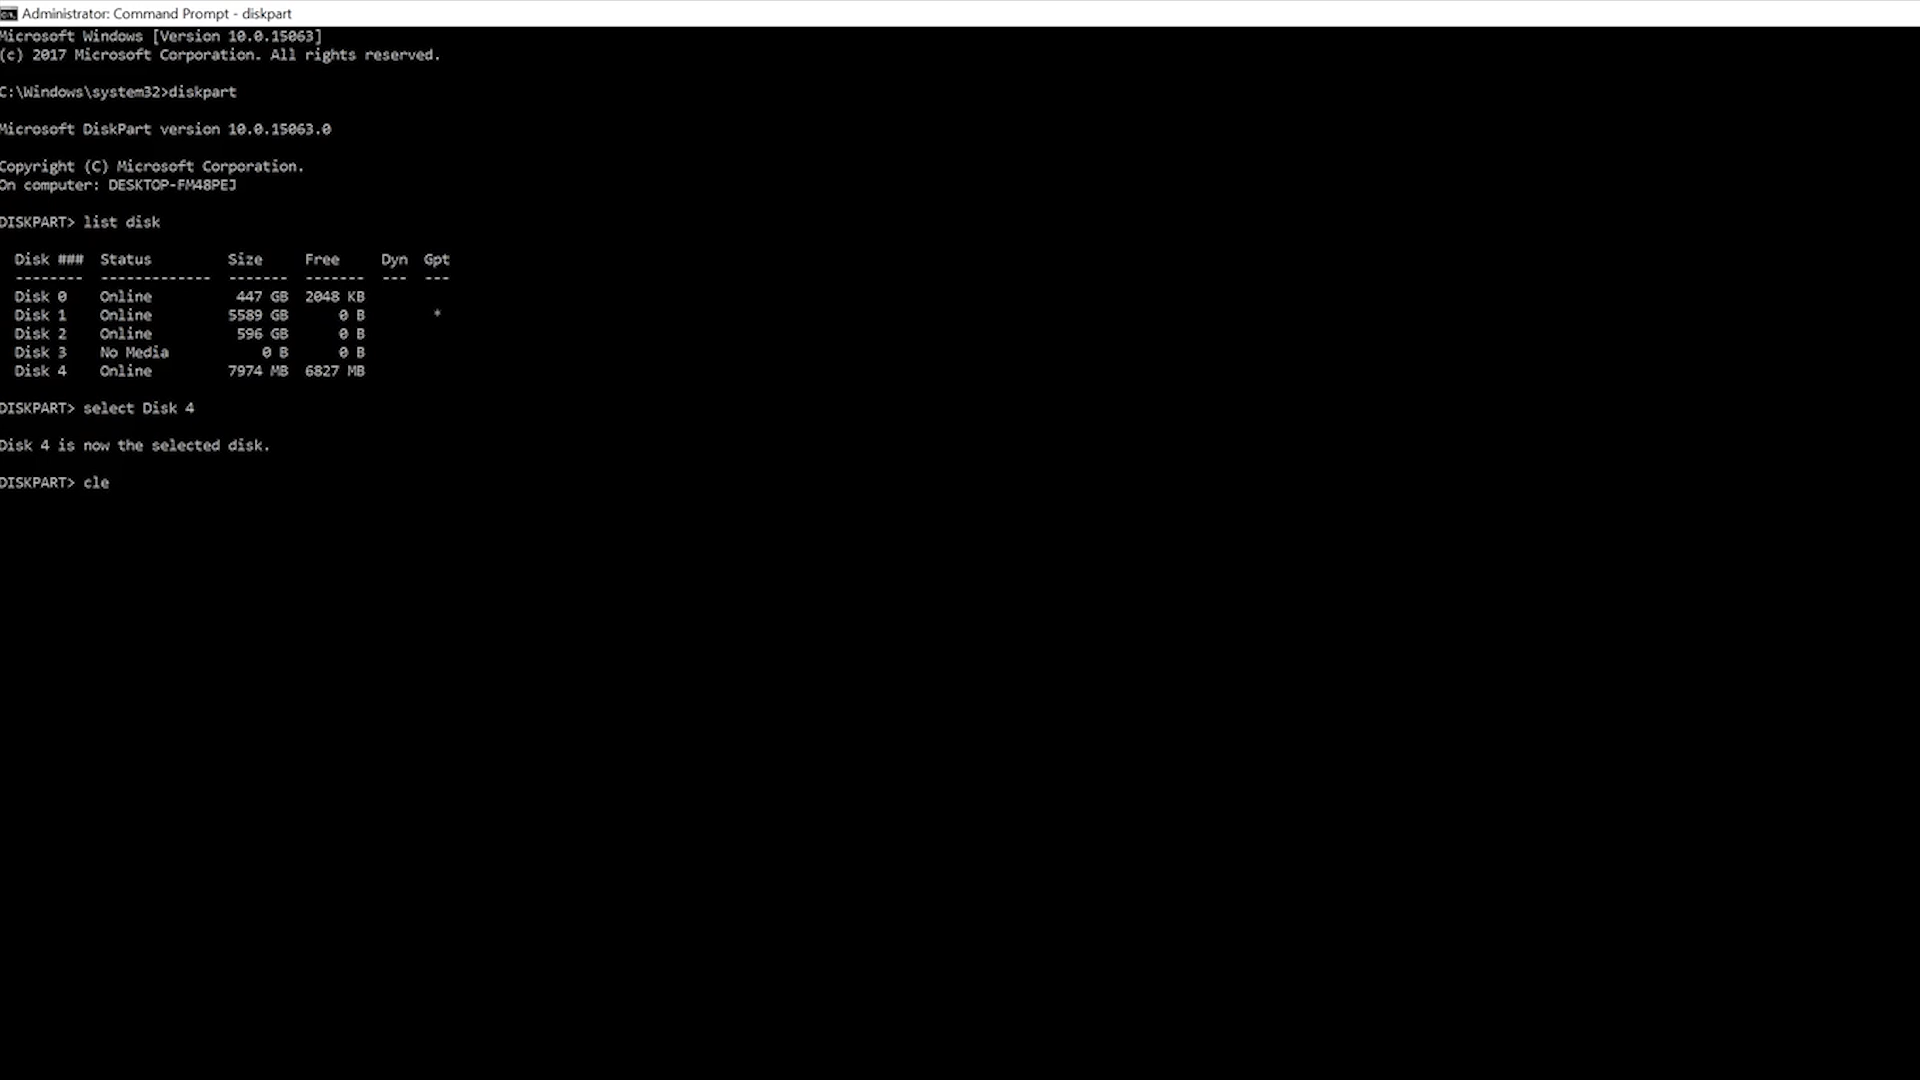 Administrator: Command Prompt - diskpart
Microsoft Windows [Version 10.0.15063]
(c) 2017 Microsoft Corporation. All rights reserved.
C:\Windows\system32>diskpart
Microsoft DiskPart version 10.0.15063.0
Copyright (C) Microsoft Corporation.
On computer: DESKTOP-FM48PEJ
DISKPART> list disk
Disk ###  Status         Size     Free     Dyn  Gpt
--------  -------------  -------  -------  ---  ---
Disk 0    Online          447 GB  2048 KB
Disk 1    Online         5589 GB      0 B        *
Disk 2    Online          596 GB      0 B
Disk 3    No Media           0 B      0 B
Disk 4    Online         7974 MB  6827 MB
DISKPART> select Disk 4
Disk 4 is now the selected disk.
DISKPART> cle